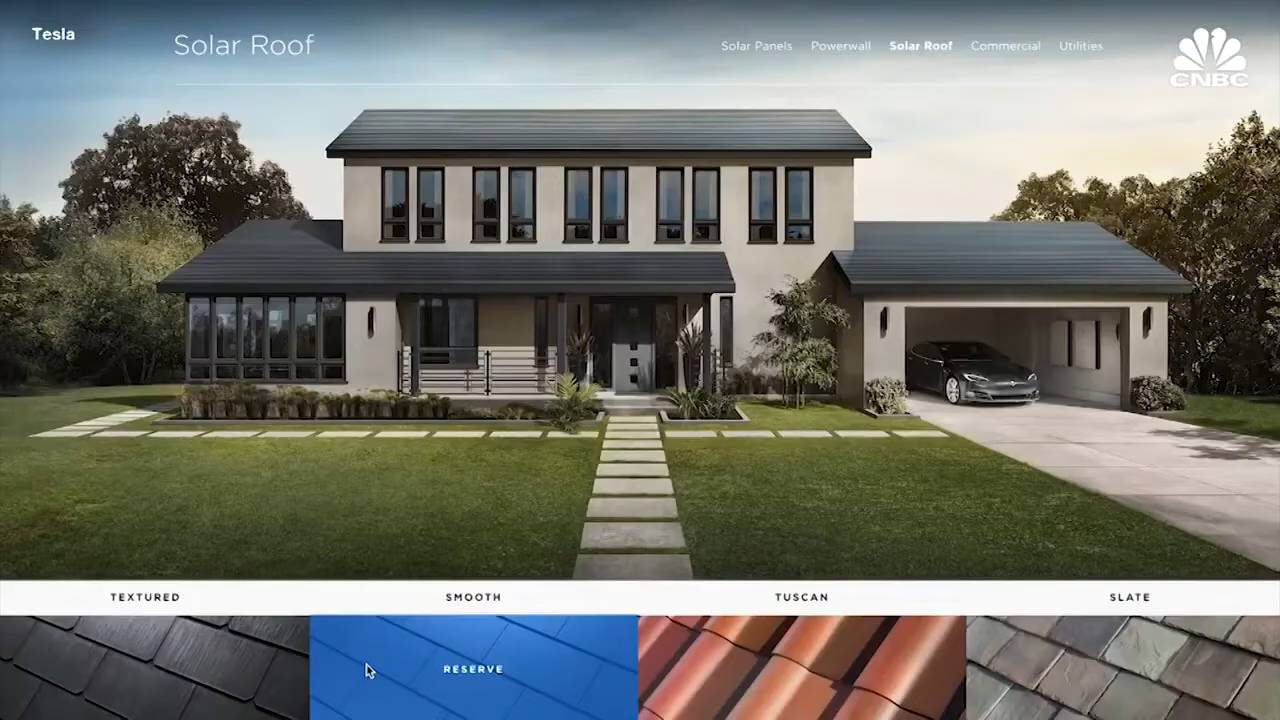 Tesla
Solar Roof
Solar Panels Powerwall Solar Roof Commercial Utilities
CNBC
TEXTURED SMOOTH TUSCAN SLATE
RESERVE